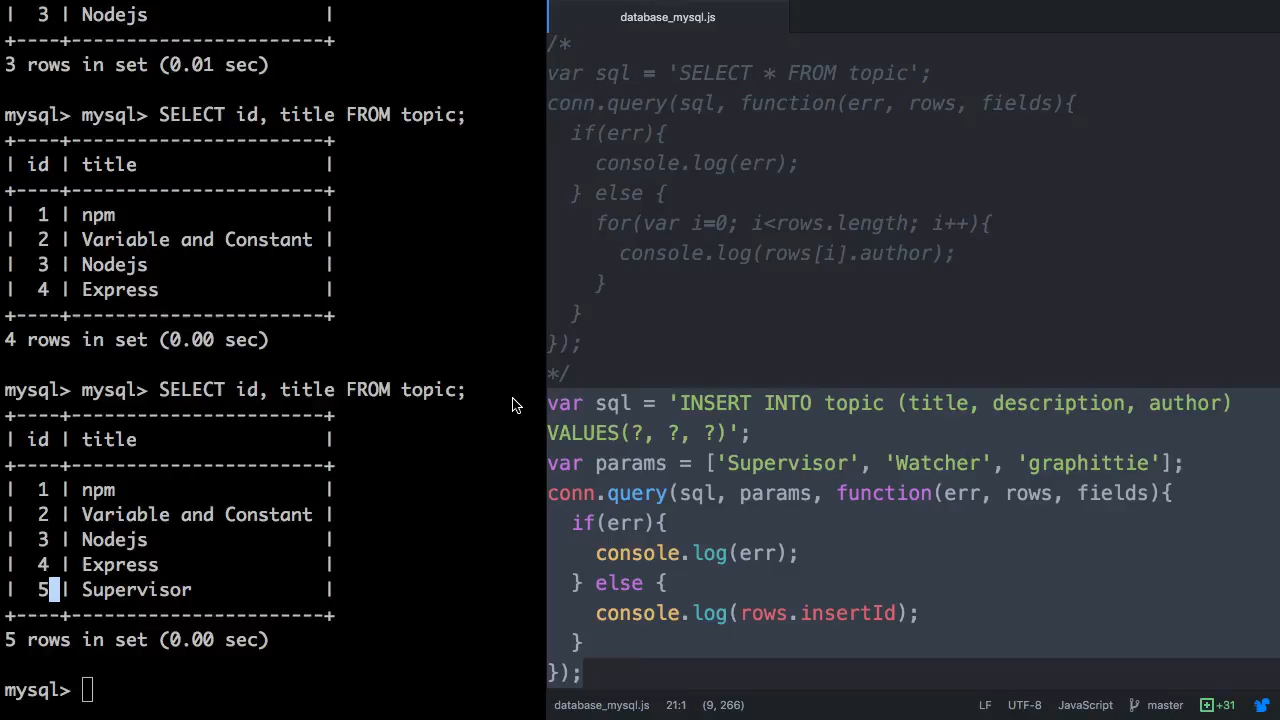 |  3 | Nodejs                |
+----+-----------------------+
3 rows in set (0.01 sec)
mysql> mysql> SELECT id, title FROM topic;
+----+-----------------------+
| id | title                 |
+----+-----------------------+
|  1 | npm                   |
|  2 | Variable and Constant |
|  3 | Nodejs                |
|  4 | Express               |
+----+-----------------------+
4 rows in set (0.00 sec)
mysql> mysql> SELECT id, title FROM topic;
+----+-----------------------+
| id | title                 |
+----+-----------------------+
|  1 | npm                   |
|  2 | Variable and Constant |
|  3 | Nodejs                |
|  4 | Express               |
|  5 | Supervisor            |
+----+-----------------------+
5 rows in set (0.00 sec)
mysql>
database_mysql.js
/*
var sql = 'SELECT * FROM topic';
conn.query(sql, function(err, rows, fields){
  if(err){
    console.log(err);
  } else {
    for(var i=0; i<rows.length; i++){
      console.log(rows[i].author);
    }
  }
});
*/
var sql = 'INSERT INTO topic (title, description, author)
VALUES(?, ?, ?)';
var params = ['Supervisor', 'Watcher', 'graphittie'];
conn.query(sql, params, function(err, rows, fields){
  if(err){
    console.log(err);
  } else {
    console.log(rows.insertId);
  }
});
database_mysql.js 21:1 (9, 266) LF UTF-8 JavaScript master +31